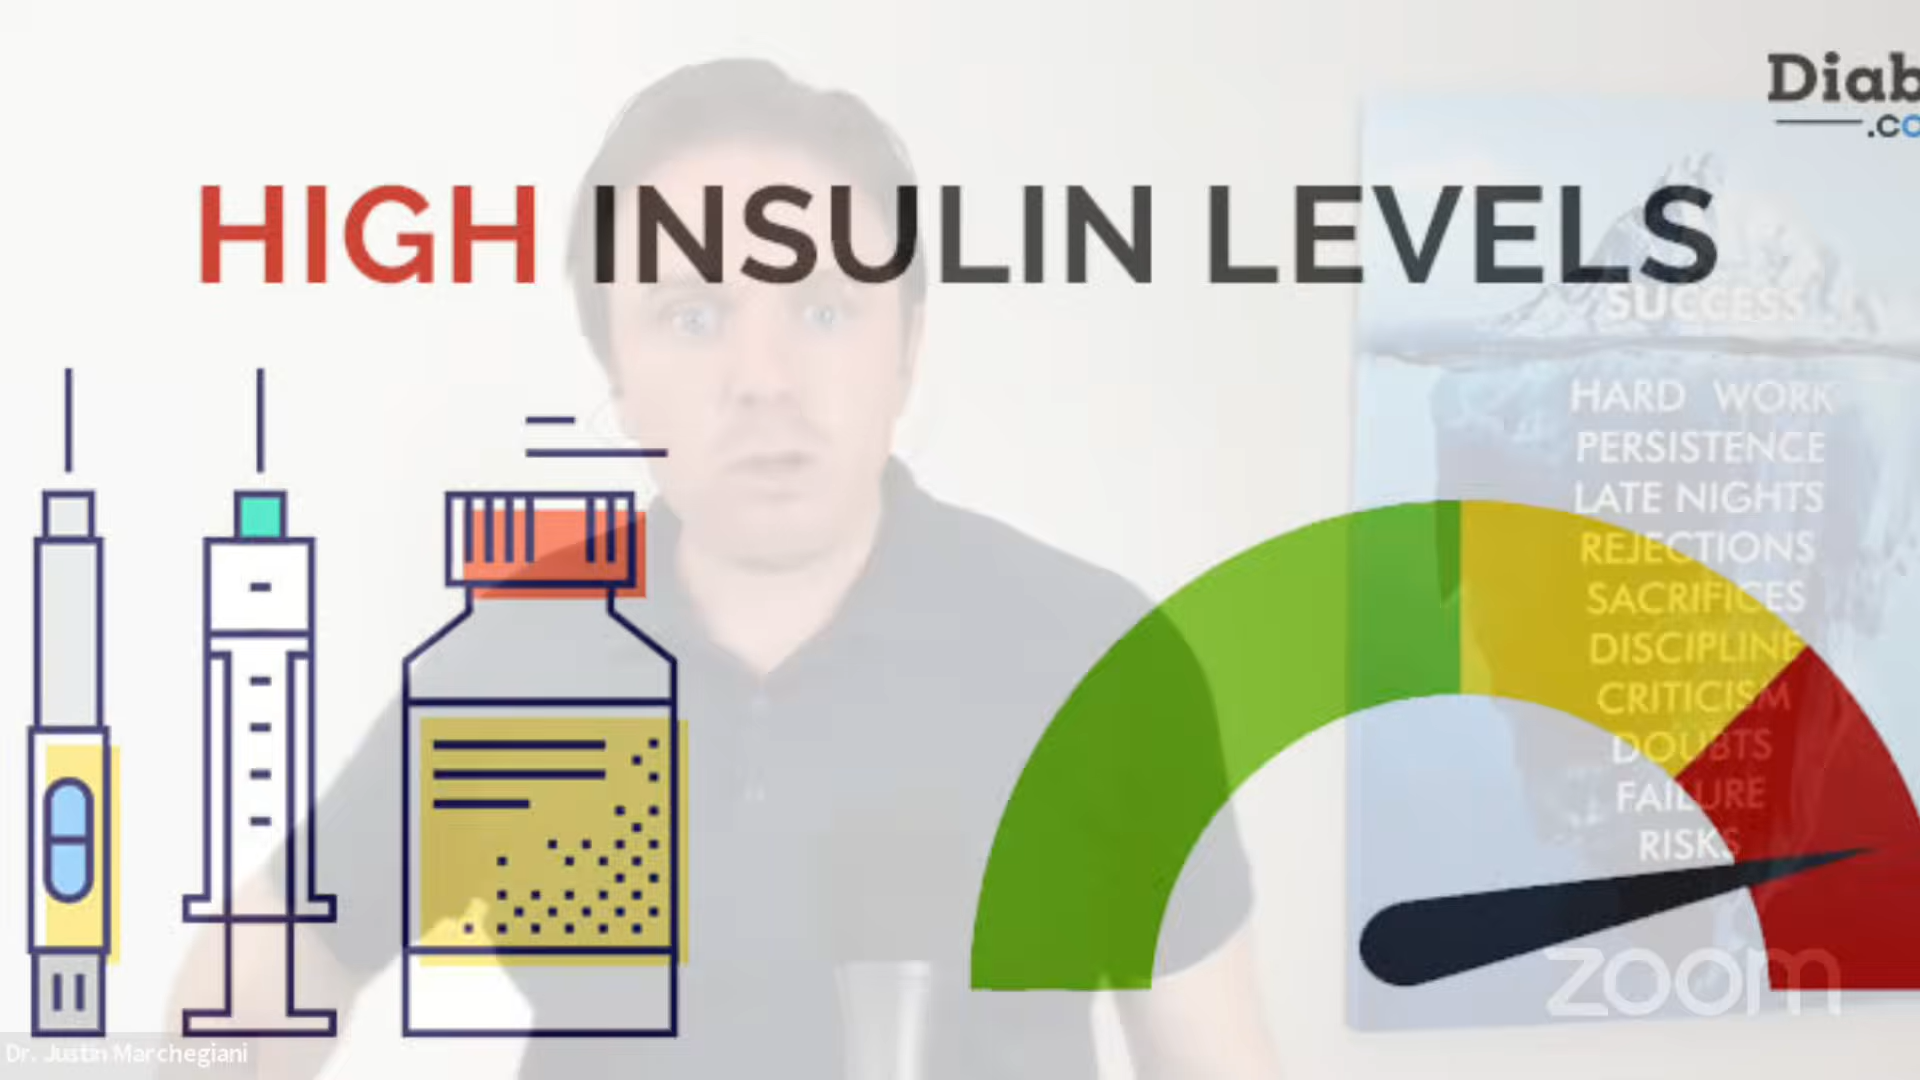 Diab
.co
HIGH INSULIN LEVELS
SUCCESS
HARD WORK
PERSISTENCE
LATE NIGHTS
REJECTIONS
SACRIFICES
DISCIPLINE
CRITICISM
DOUBTS
FAILURE
RISKS
zoom
Dr. Justin Marchegiani